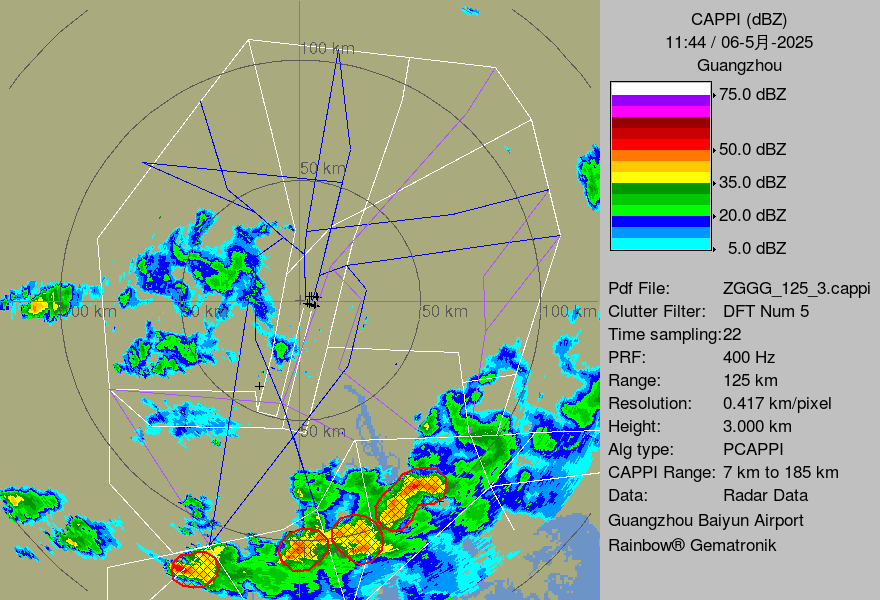 CAPPI (dBZ)
11:44 / 06-5月-2025
Guangzhou
75.0 dBZ
50.0 dBZ
35.0 dBZ
20.0 dBZ
5.0 dBZ
Pdf File: ZGGG_125_3.cappi
Clutter Filter: DFT Num 5
Time sampling:22
PRF: 400 Hz
Range: 125 km
Resolution: 0.417 km/pixel
Height: 3.000 km
Alg type: PCAPPI
CAPPI Range: 7 km to 185 km
Data: Radar Data
Guangzhou Baiyun Airport
Rainbow® Gematronik
100 km
50 km
50 km
100 km
50 km